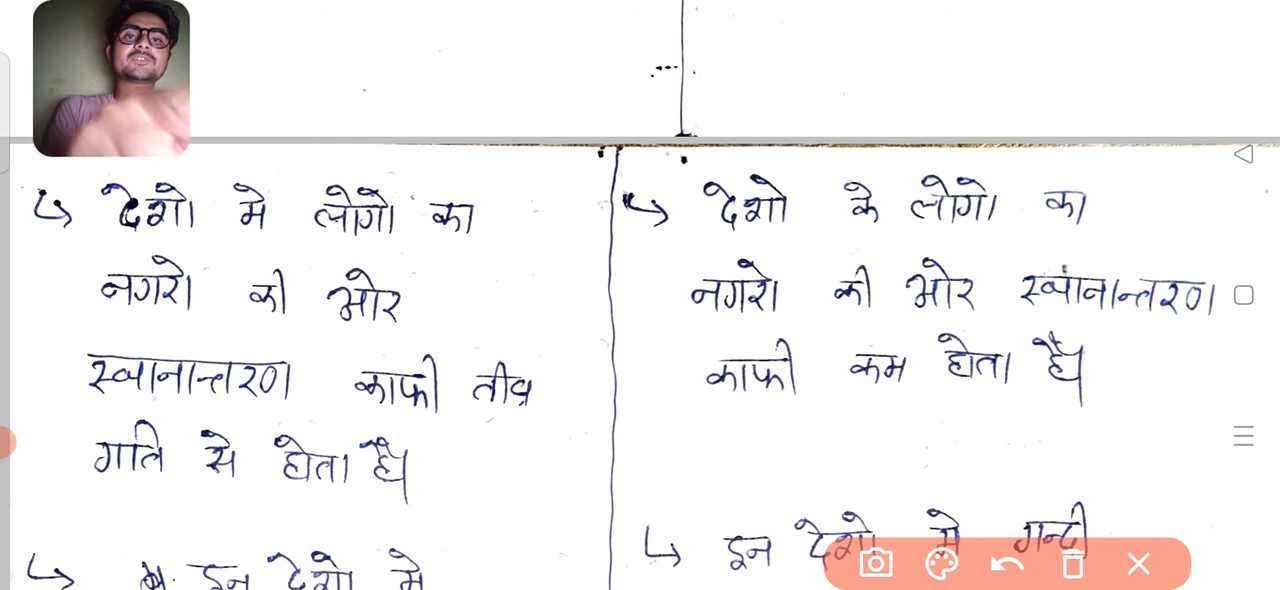 ↳ देशो में लोगों का
नगरो की ओर
स्थानान्तरण काफी तीव्र
गति से होता है।
↳ इन देशो मे
↳ देशो के लोगो का
नगरो की ओर स्थानान्तरण
काफी कम होता है।
↳ इन देशो मे गन्दी